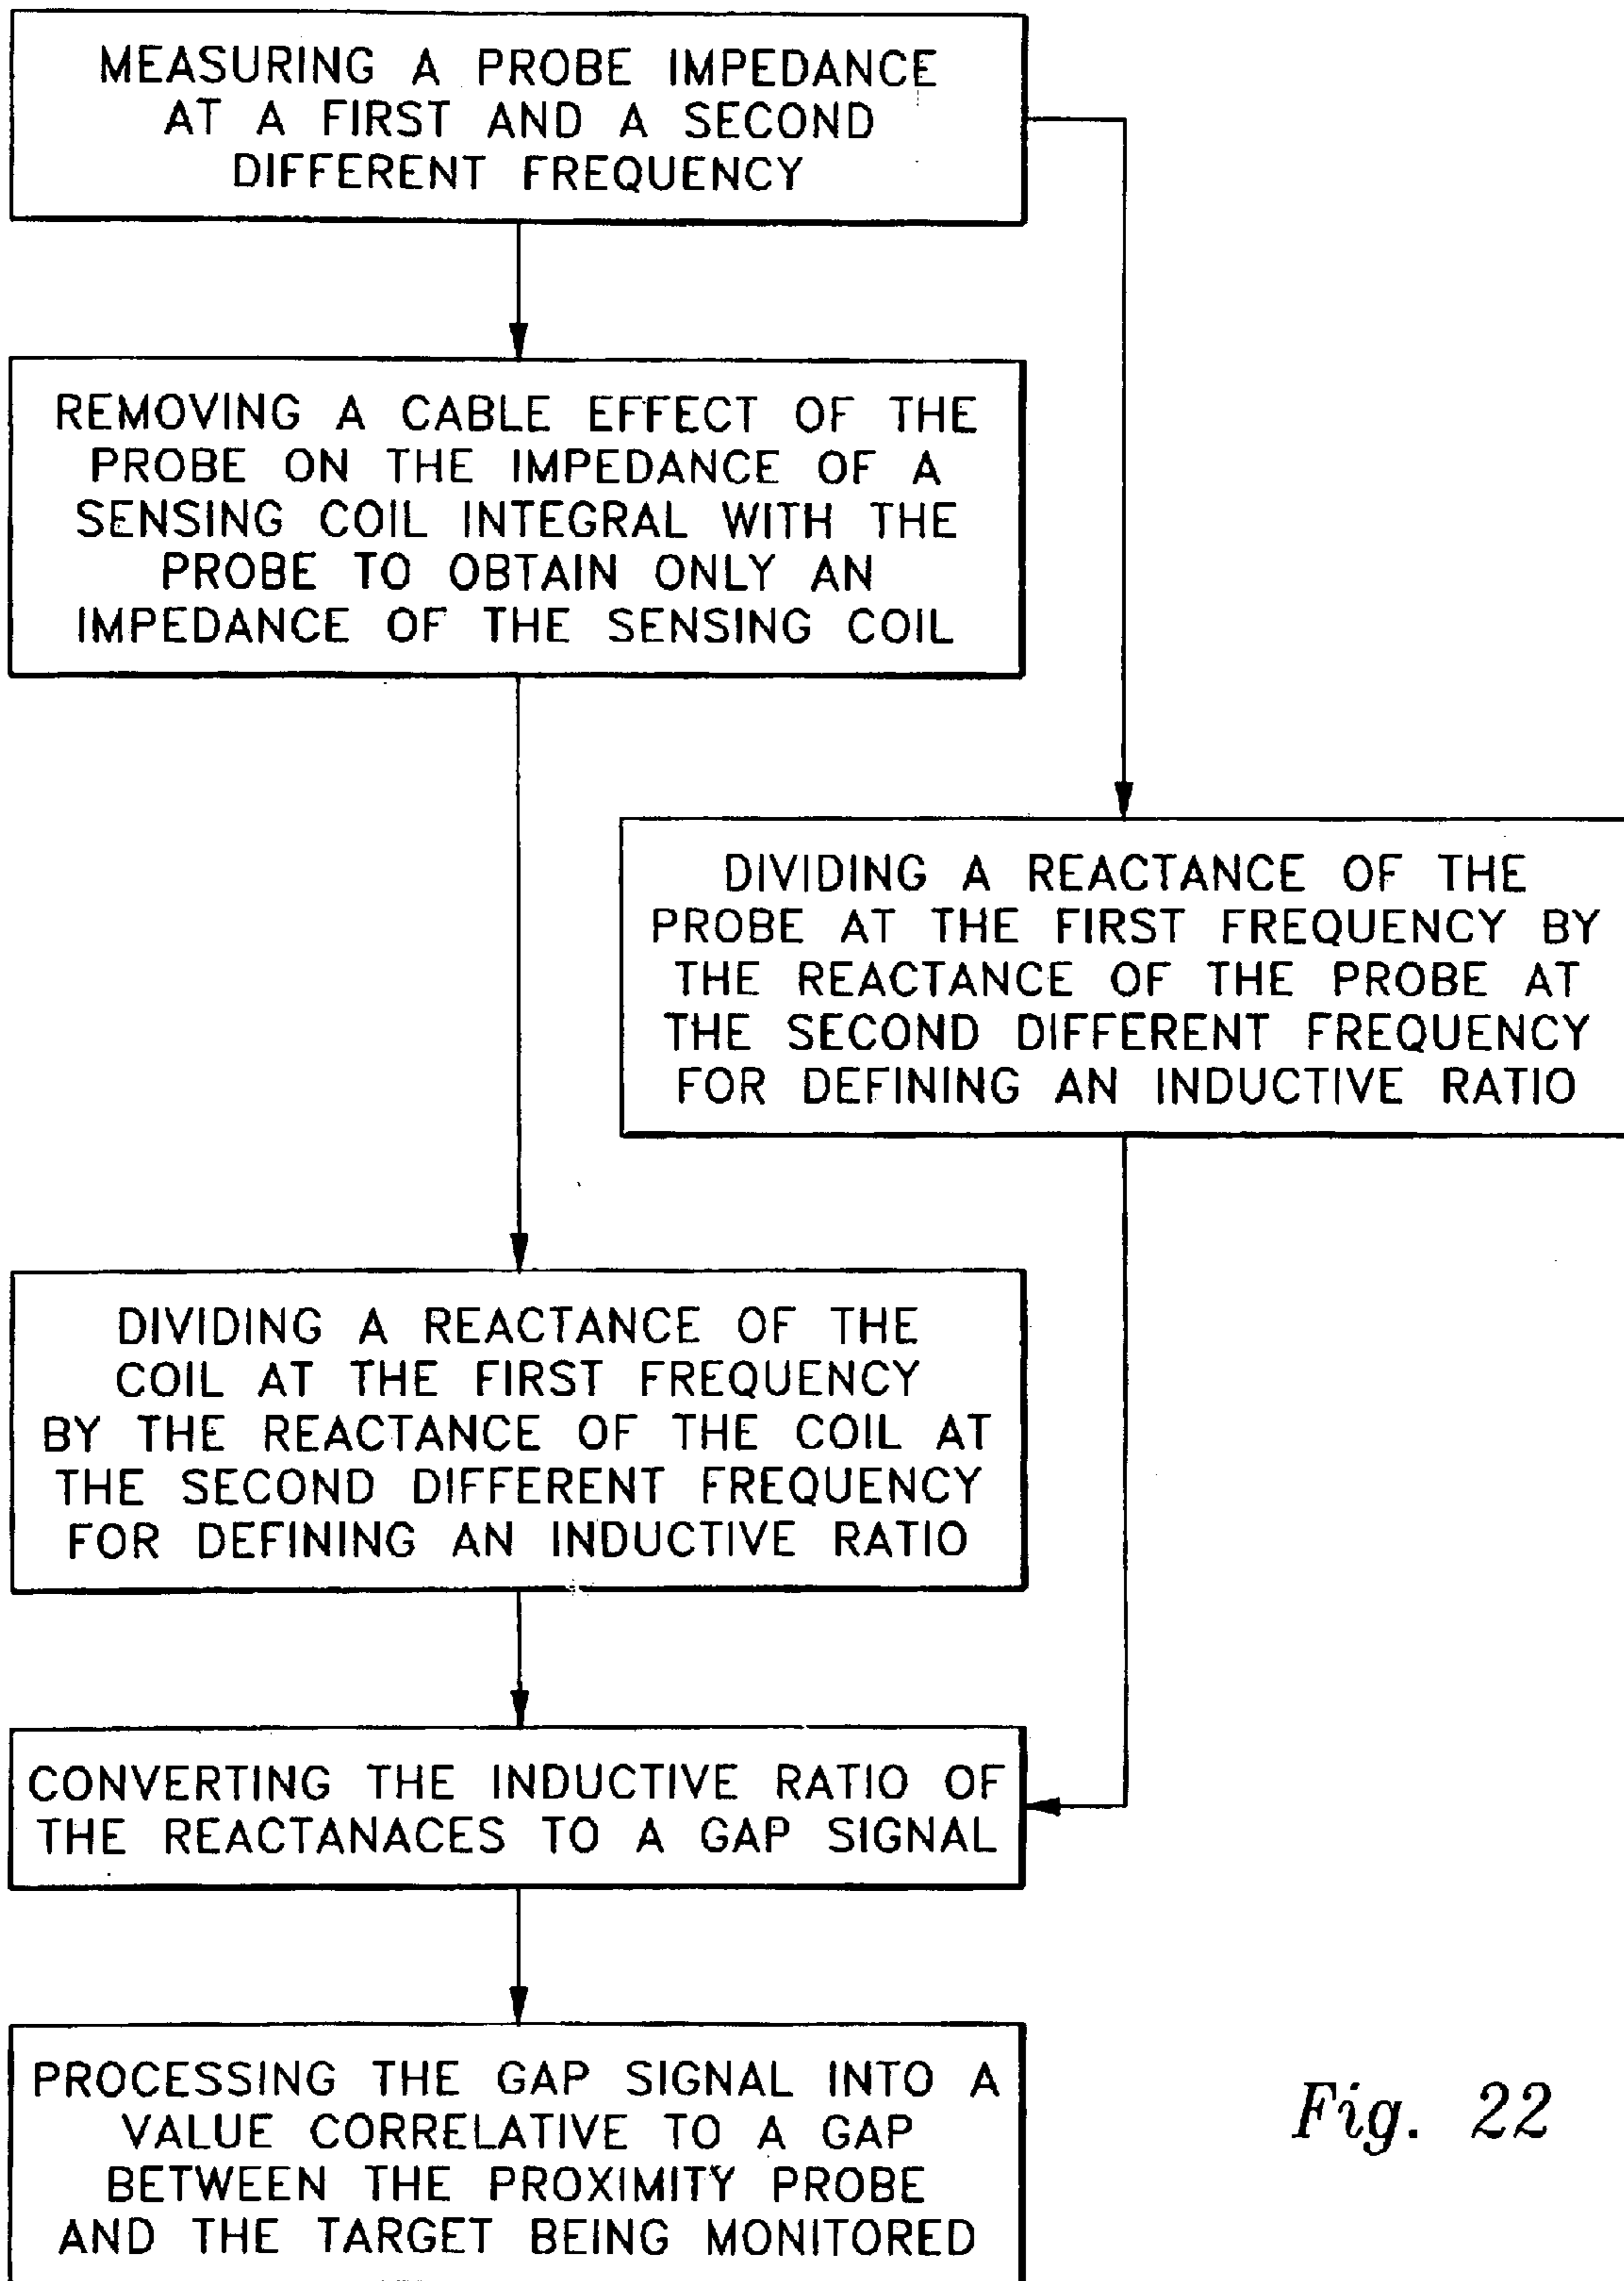 MEASURING A PROBE IMPEDANCE
AT A FIRST AND A SECOND
DIFFERENT FREQUENCY
REMOVING A CABLE EFFECT OF THE
PROBE ON THE IMPEDANCE OF A
SENSING COIL INTEGRAL WITH THE
PROBE TO OBTAIN ONLY AN
IMPEDANCE OF THE SENSING COIL
DIVIDING A REACTANCE OF THE
PROBE AT THE FIRST FREQUENCY BY
THE REACTANCE OF THE PROBE AT
THE SECOND DIFFERENT FREQUENCY
FOR DEFINING AN INDUCTIVE RATIO
DIVIDING A REACTANCE OF THE
COIL AT THE FIRST FREQUENCY
BY THE REACTANCE OF THE COIL AT
THE SECOND DIFFERENT FREQUENCY
FOR DEFINING AN INDUCTIVE RATIO
CONVERTING THE INDUCTIVE RATIO OF
THE REACTANACES TO A GAP SIGNAL
PROCESSING THE GAP SIGNAL INTO A
VALUE CORRELATIVE TO A GAP
BETWEEN THE PROXIMITY PROBE
AND THE TARGET BEING MONITORED
Fig. 22